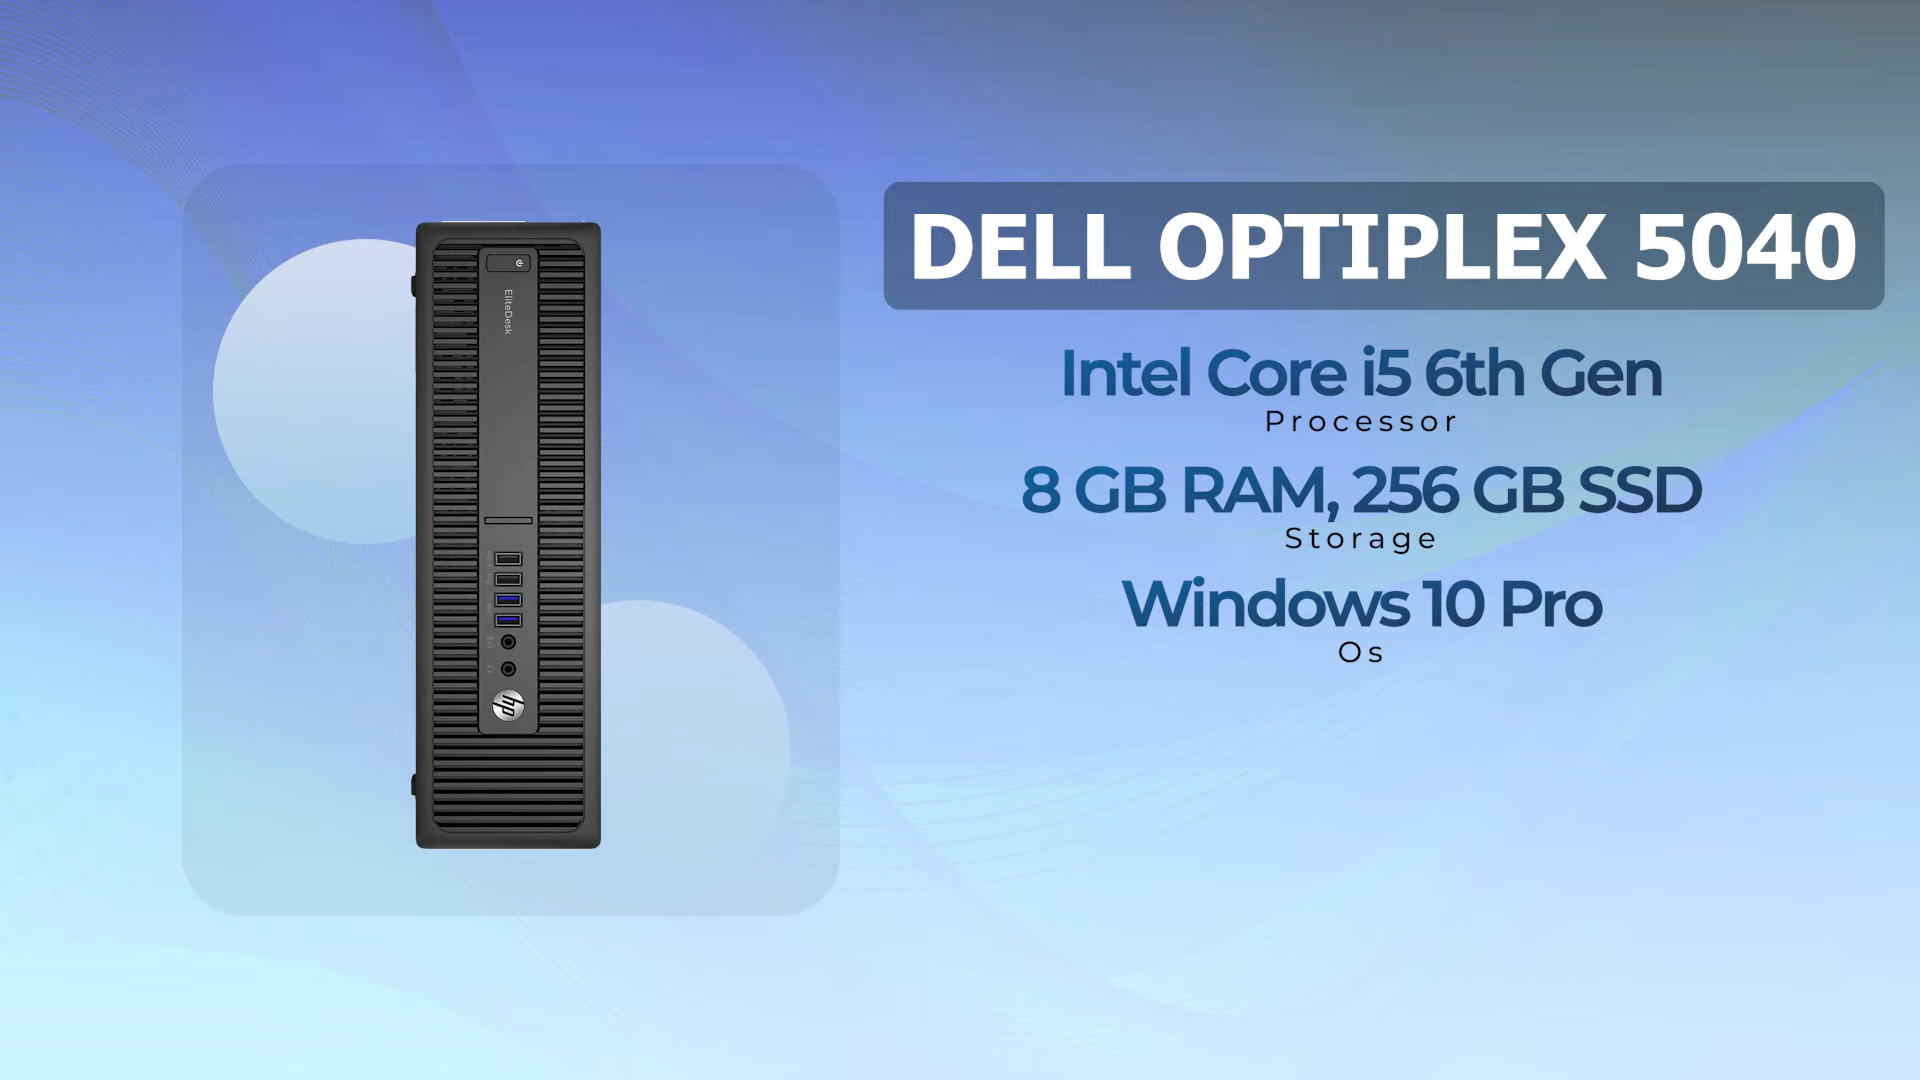 EliteDesk
hp
DELL OPTIPLEX 5040
Intel Core i5 6th Gen
Processor
8 GB RAM, 256 GB SSD
Storage
Windows 10 Pro
Os